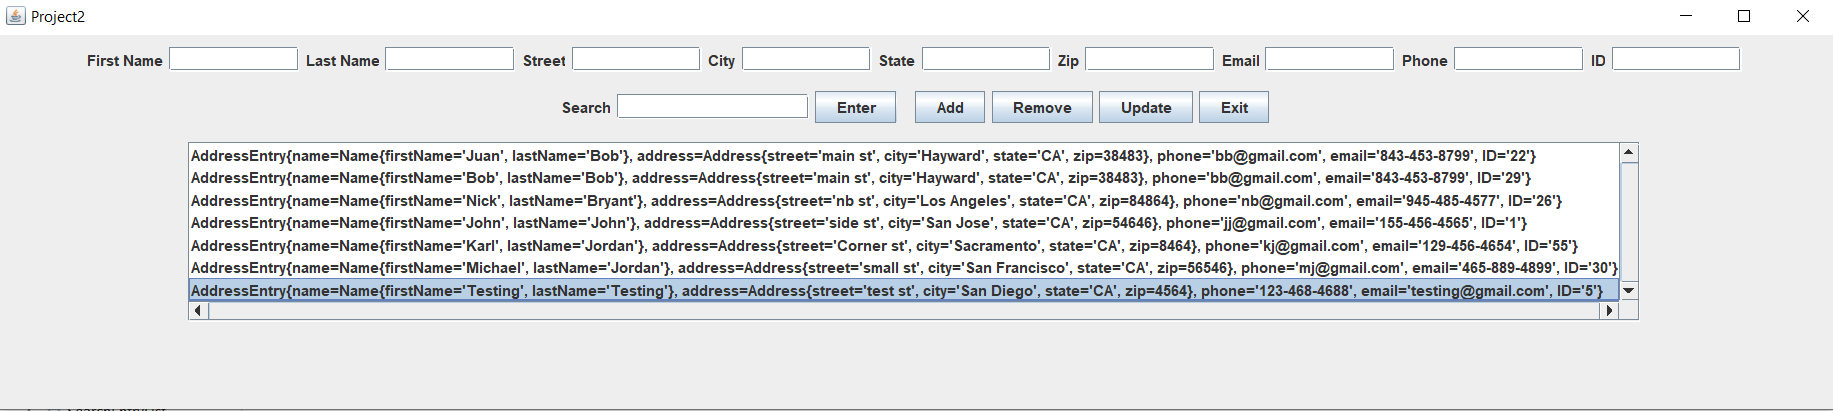 Project2
First Name Last Name Street City State Zip Email Phone ID
Search Enter Add Remove Update Exit
AddressEntry{name=Name{firstName='Juan', lastName='Bob'}, address=Address{street='main st', city='Hayward', state='CA', zip=38483}, phone='bb@gmail.com', email='843-453-8799', ID='22'}
AddressEntry{name=Name{firstName='Bob', lastName='Bob'}, address=Address{street='main st', city='Hayward', state='CA', zip=38483}, phone='bb@gmail.com', email='843-453-8799', ID='29'}
AddressEntry{name=Name{firstName='Nick', lastName='Bryant'}, address=Address{street='nb st', city='Los Angeles', state='CA', zip=84864}, phone='nb@gmail.com', email='945-485-4577', ID='26'}
AddressEntry{name=Name{firstName='John', lastName='John'}, address=Address{street='side st', city='San Jose', state='CA', zip=54646}, phone='jj@gmail.com', email='155-456-4565', ID='1'}
AddressEntry{name=Name{firstName='Karl', lastName='Jordan'}, address=Address{street='Corner st', city='Sacramento', state='CA', zip=8464}, phone='kj@gmail.com', email='129-456-4654', ID='55'}
AddressEntry{name=Name{firstName='Michael', lastName='Jordan'}, address=Address{street='small st', city='San Francisco', state='CA', zip=56546}, phone='mj@gmail.com', email='465-889-4899', ID='30'}
AddressEntry{name=Name{firstName='Testing', lastName='Testing'}, address=Address{street='test st', city='San Diego', state='CA', zip=4564}, phone='123-468-4688', email='testing@gmail.com', ID='5'}